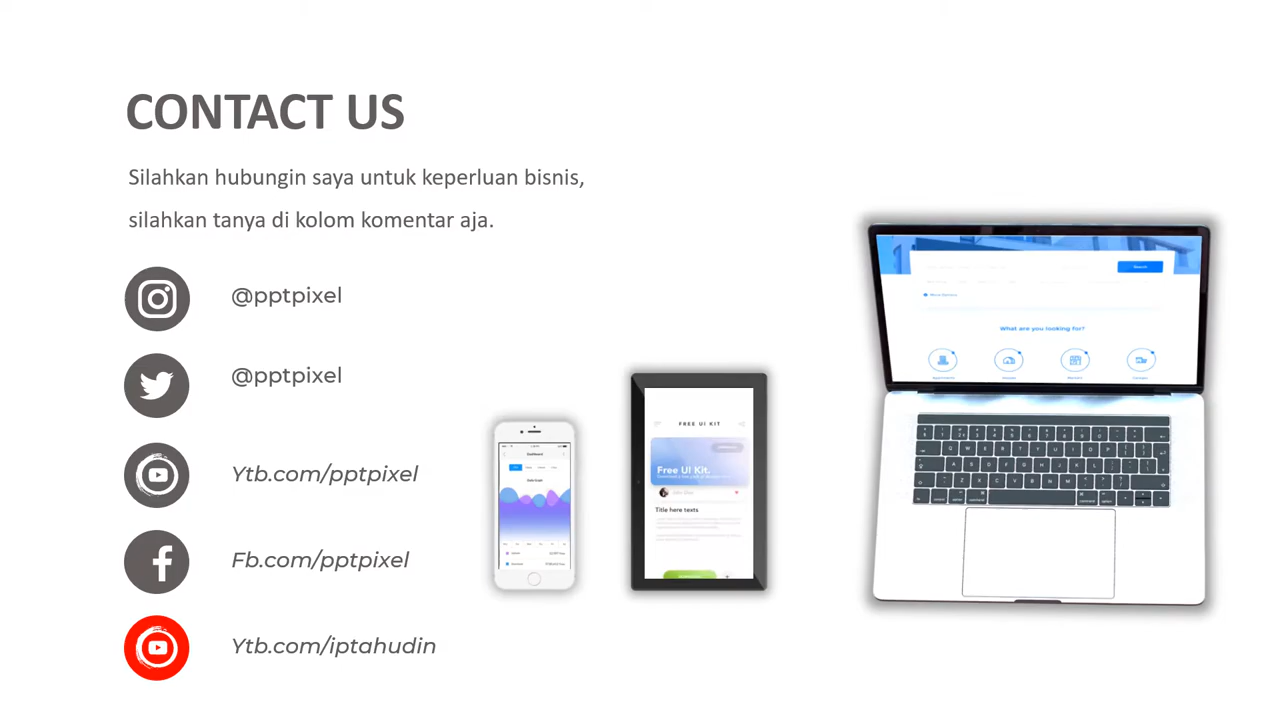 CONTACT US
Silahkan hubungin saya untuk keperluan bisnis,
silahkan tanya di kolom komentar aja.
@pptpixel
@pptpixel
Ytb.com/pptpixel
Fb.com/pptpixel
Ytb.com/iptahudin
Dashboard
FREE UI KIT
Free UI Kit.
Title here texts
Search
What are you looking for?